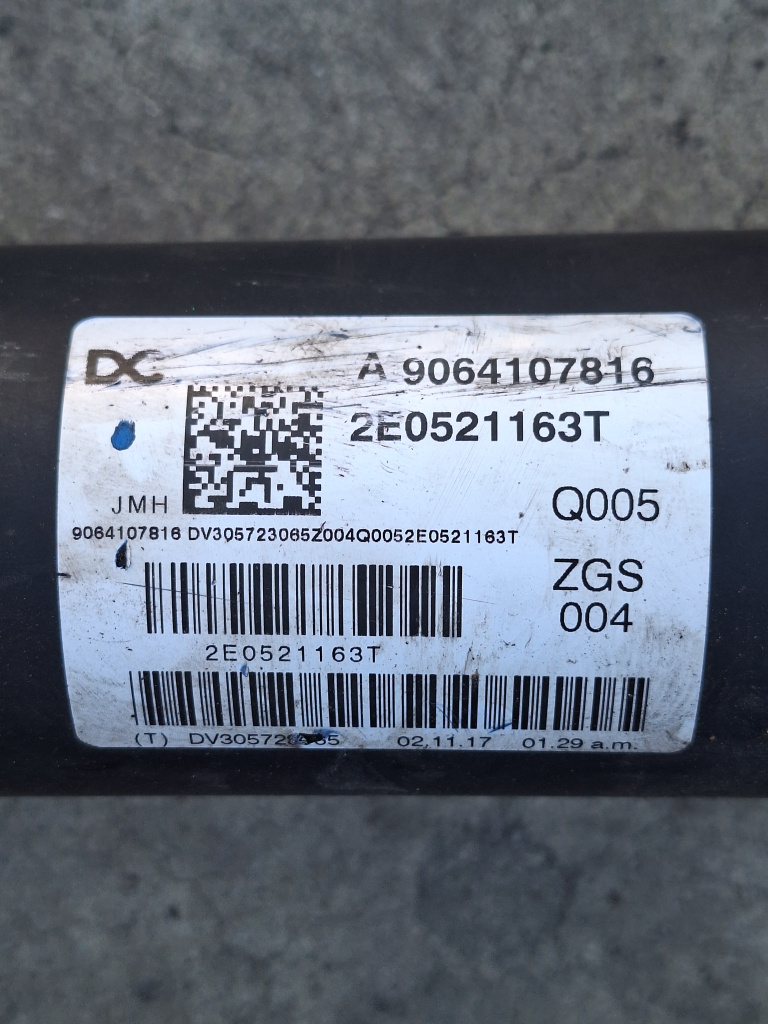 DC A 9064107816
2E0521163T
JMH Q005
9064107816 DV305723065Z004Q0052E0521163T
ZGS
004
2E0521163T
(T) 02.11.17 01.29 a.m.